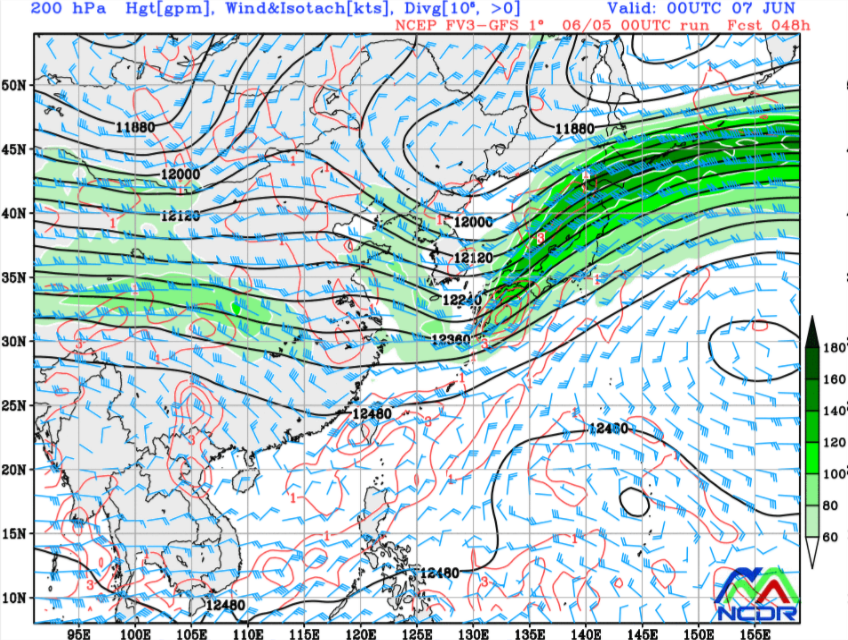 200 hPa  Hgt[gpm], Wind&Isotach[kts], Divg[10⁶, >0]  Valid: 00UTC 07 JUN
NCEP FV3-GFS 1°  06/05 00UTC run  Fcst 048h
50N
11880
11880
45N
12000
12120
40N
12000
12120
35N
12240
30N
12360
180
160
25N
12480
12480
140
120
20N
100
80
15N
60
12480
10N
12480
NCDR
95E 100E 105E 110E 115E 120E 125E 130E 135E 140E 145E 150E 155E